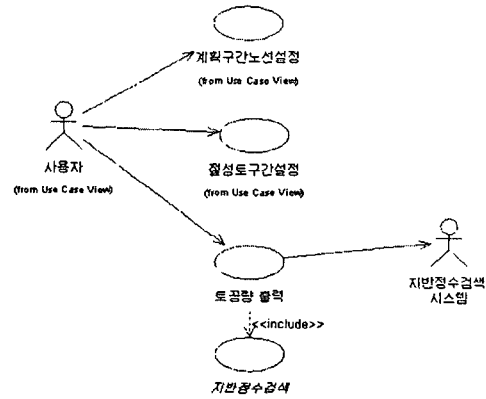 계획구간노선설정
(from Use Case View)
사용자
(from Use Case View)
절성토구간설정
(from Use Case View)
토공량 출력
지반정수검색
시스템
<<include>>
지반정수검색